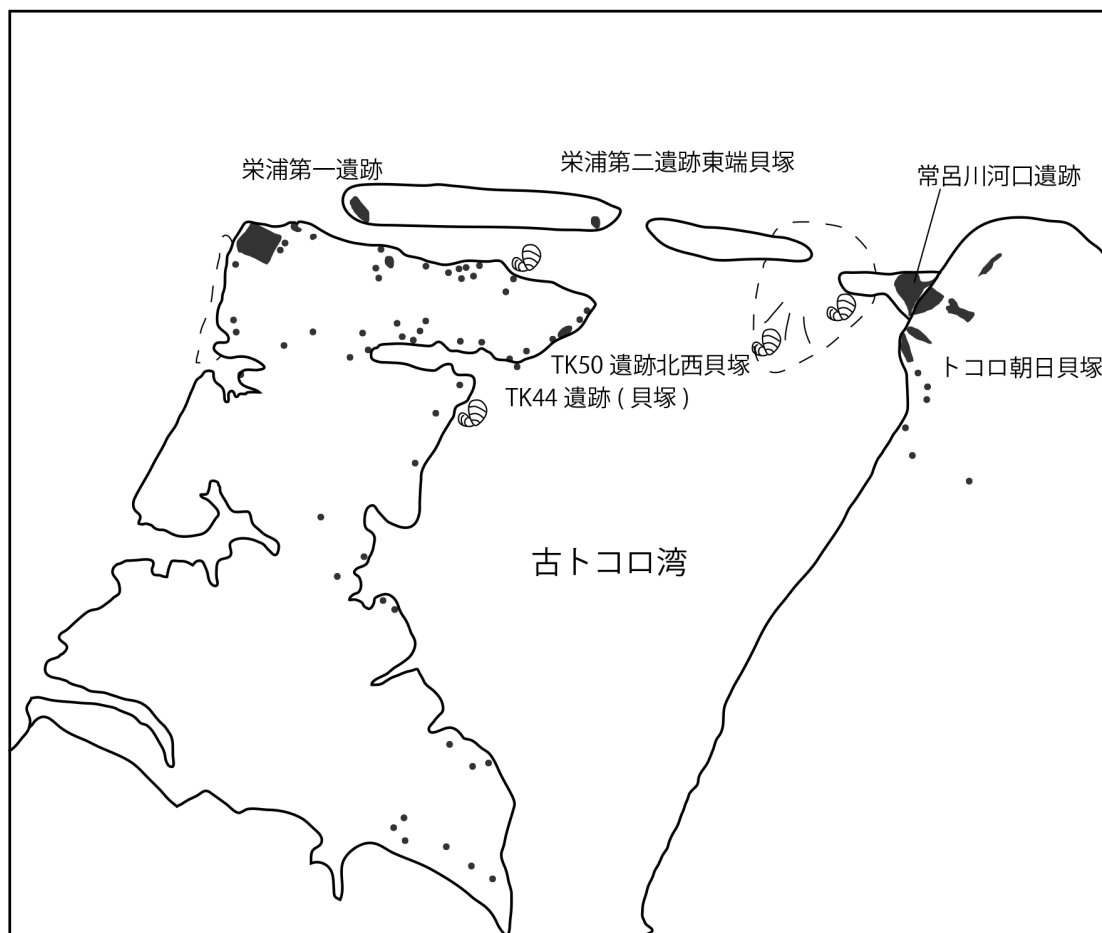 栄浦第一遺跡
栄浦第二遺跡東端貝塚
常呂川河口遺跡
TK50 遺跡北西貝塚
トコロ朝日貝塚
TK44 遺跡 ( 貝塚 )
古トコロ湾